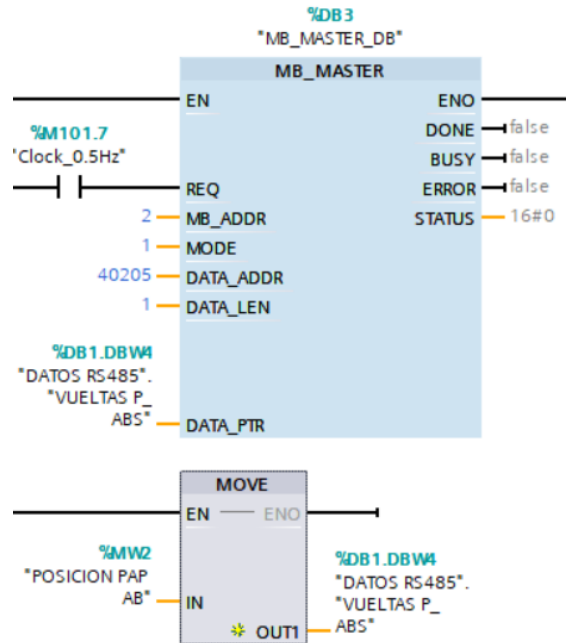 %DB3
"MB_MASTER_DB"
MB_MASTER
EN ENO
DONE false
%M101.7
"Clock_0.5Hz"
BUSY false
ERROR false
REQ
2 MB_ADDR STATUS 16#0
1 MODE
40205 DATA_ADDR
1 DATA_LEN
%DB1.DBW4
"DATOS RS485".
"VUELTAS P_
ABS" DATA_PTR
MOVE
EN ENO
%MW2
"POSICION PAP
AB" IN
%DB1.DBW4
"DATOS RS485".
"VUELTAS P_
OUT1 ABS"